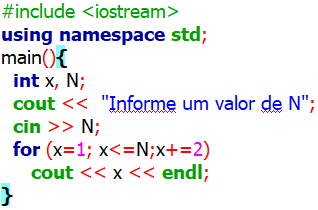 #include <iostream>
using namespace std;
main(){
int x, N;
cout << "Informe um valor de N";
cin >> N;
for (x=1; x<=N;x+=2)
cout << x << endl;
}